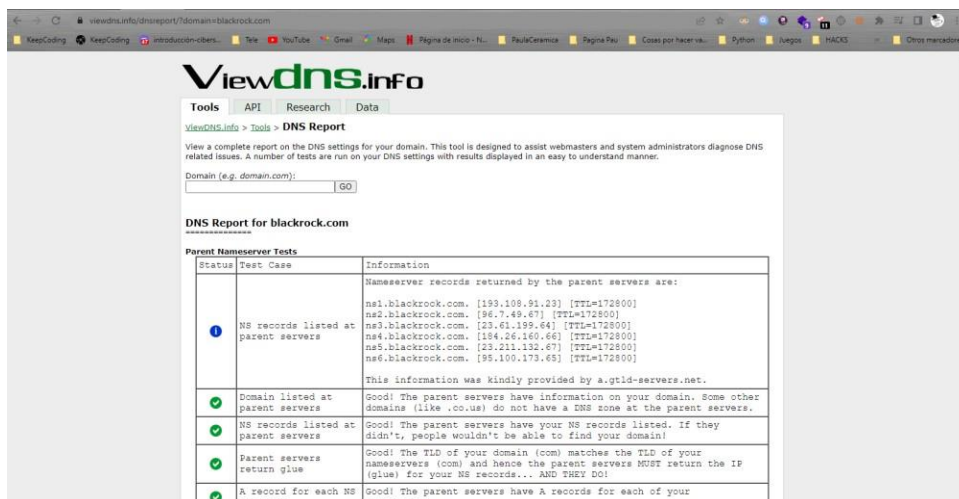 viewdns.info/dnsreport/?domain=blackrock.com
KeepCoding KeepCoding introducción-cibers... Tele YouTube Gmail Maps Página de inicio - N... PaulaCeramica Pagina Pau Cosas por hacer va... Python Juegos HACKS Otros marcadores
ViewDNS.info
Tools API Research Data
ViewDNS.info > Tools > DNS Report
View a complete report on the DNS settings for your domain. This tool is designed to assist webmasters and system administrators diagnose DNS
related issues. A number of tests are run on your DNS settings with results displayed in an easy to understand manner.
Domain (e.g. domain.com):
GO
DNS Report for blackrock.com
==============
Parent Nameserver Tests
Status Test Case Information
NS records listed at
parent servers
Nameserver records returned by the parent servers are:
ns1.blackrock.com. [193.108.91.23] [TTL=172800]
ns2.blackrock.com. [96.7.49.67] [TTL=172800]
ns3.blackrock.com. [23.61.199.64] [TTL=172800]
ns4.blackrock.com. [184.26.160.66] [TTL=172800]
ns5.blackrock.com. [23.211.132.67] [TTL=172800]
ns6.blackrock.com. [95.100.173.65] [TTL=172800]
This information was kindly provided by a.gtld-servers.net.
Domain listed at
parent servers
Good! The parent servers have information on your domain. Some other
domains (like .co.us) do not have a DNS zone at the parent servers.
NS records listed at
parent servers
Good! The parent servers have your NS records listed. If they
didn't, people wouldn't be able to find your domain!
Parent servers
return glue
Good! The TLD of your domain (com) matches the TLD of your
nameservers (com) and hence the parent servers MUST return the IP
(glue) for your NS records... AND THEY DO!
A record for each NS
Good! The parent servers have A records for each of your